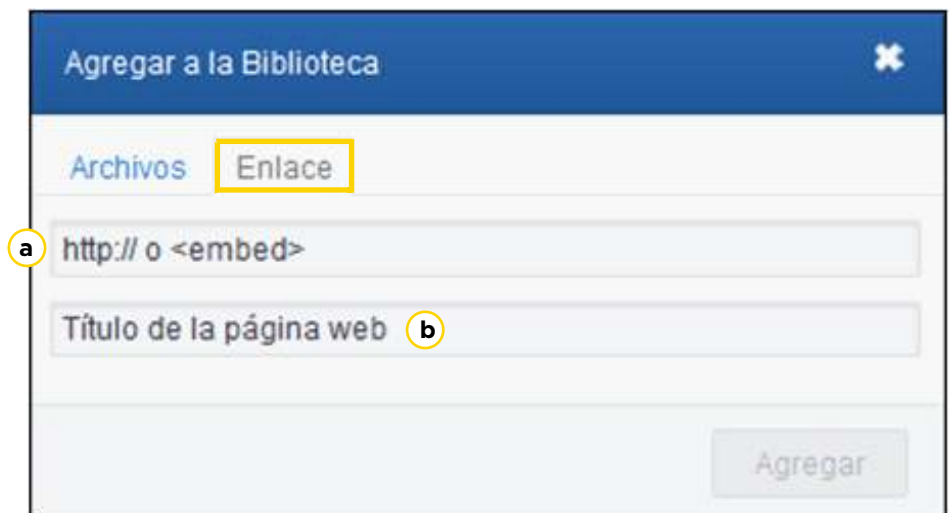 Agregar a la Biblioteca
Archivos Enlace
a http:// o <embed>
Título de la página web b
Agregar